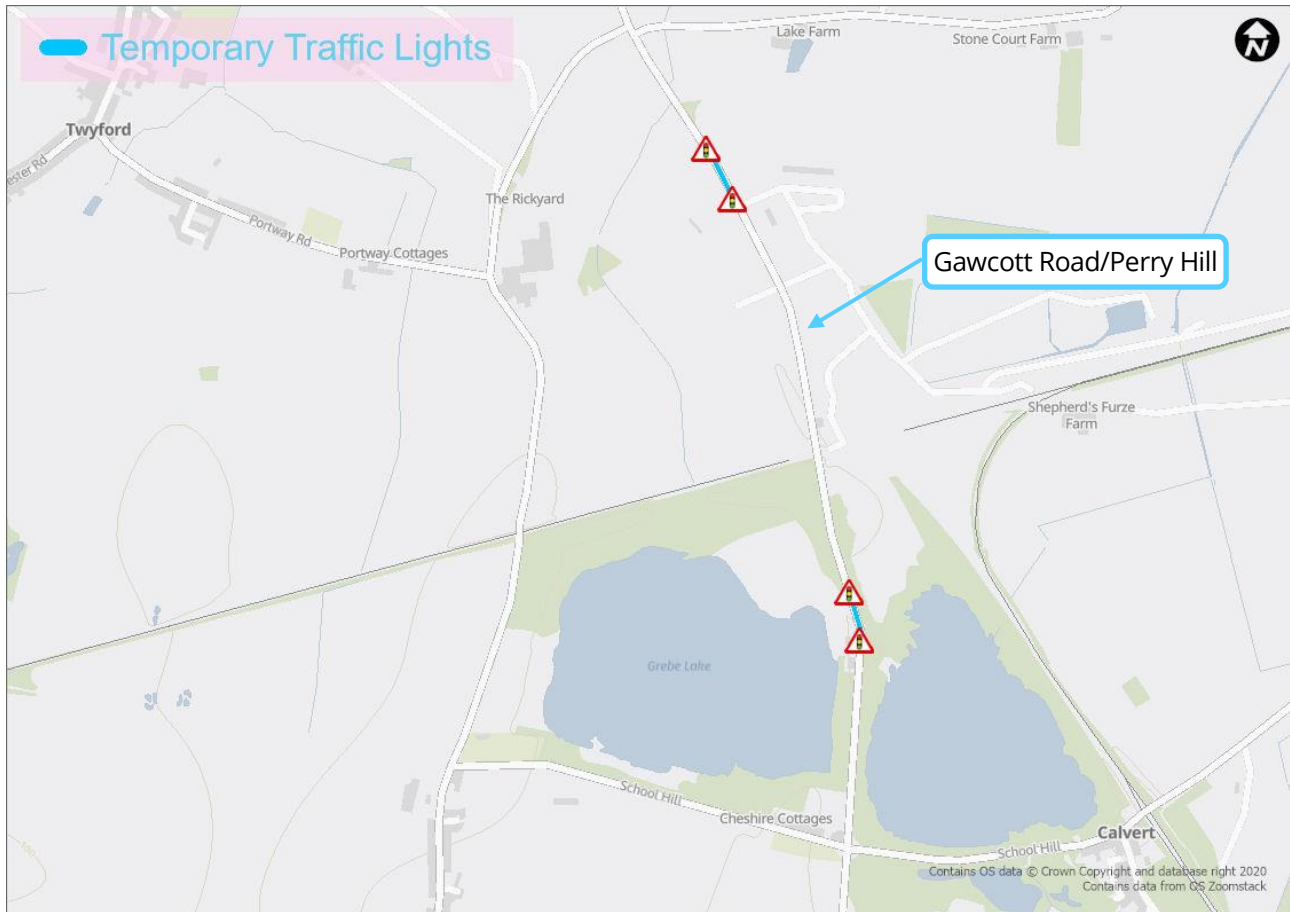 Temporary Traffic Lights
Lake Farm
Stone Court Farm
N
Twyford
ester Rd
The Rickyard
Portway Rd
Portway Cottages
Gawcott Road/Perry Hill
Shepherd's Furze
Farm
Grebe Lake
School Hill
Cheshire Cottages
Calvert
School Hill
Contains OS data © Crown Copyright and database right 2020
Contains data from OS Zoomstack